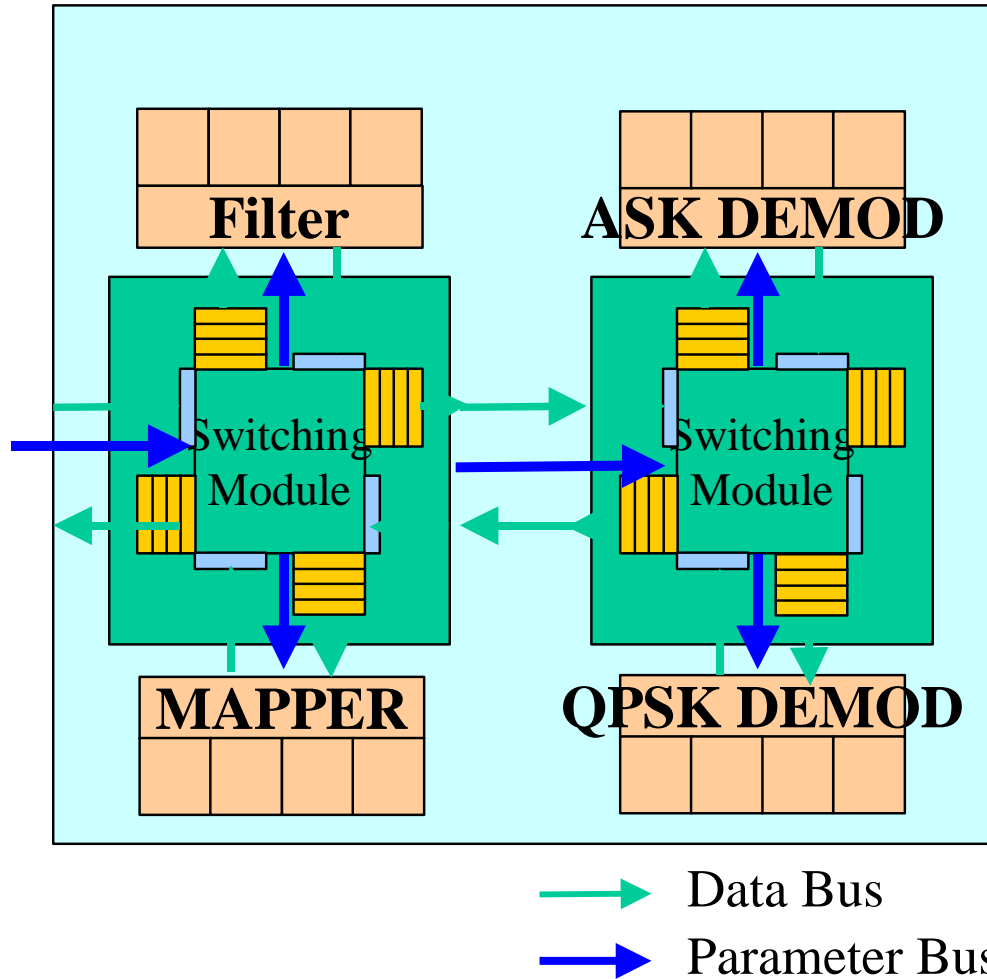 Filter
ASK DEMOD
Switching
Module
Switching
Module
MAPPER
QPSK DEMOD
Data Bus
Parameter Bus